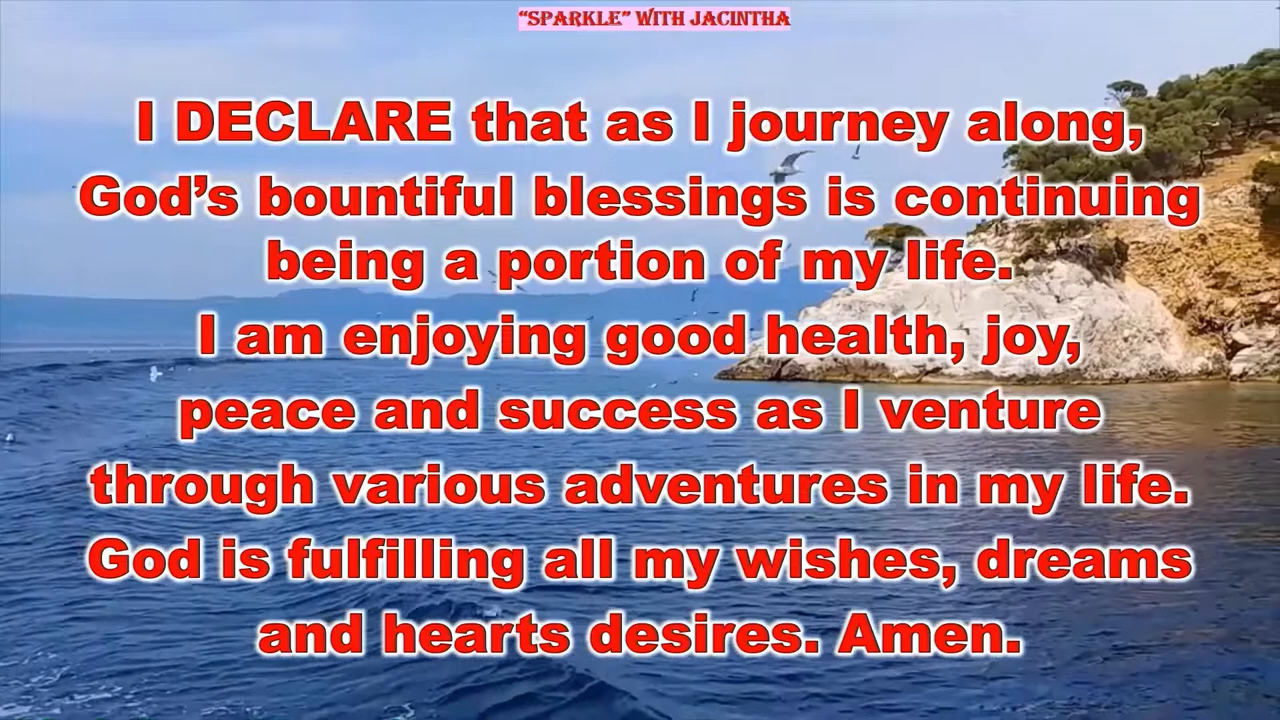 “SPARKLE” WITH JACINTHA
I DECLARE that as I journey along,
God’s bountiful blessings is continuing
being a portion of my life.
I am enjoying good health, joy,
peace and success as I venture
through various adventures in my life.
God is fulfilling all my wishes, dreams
and hearts desires. Amen.